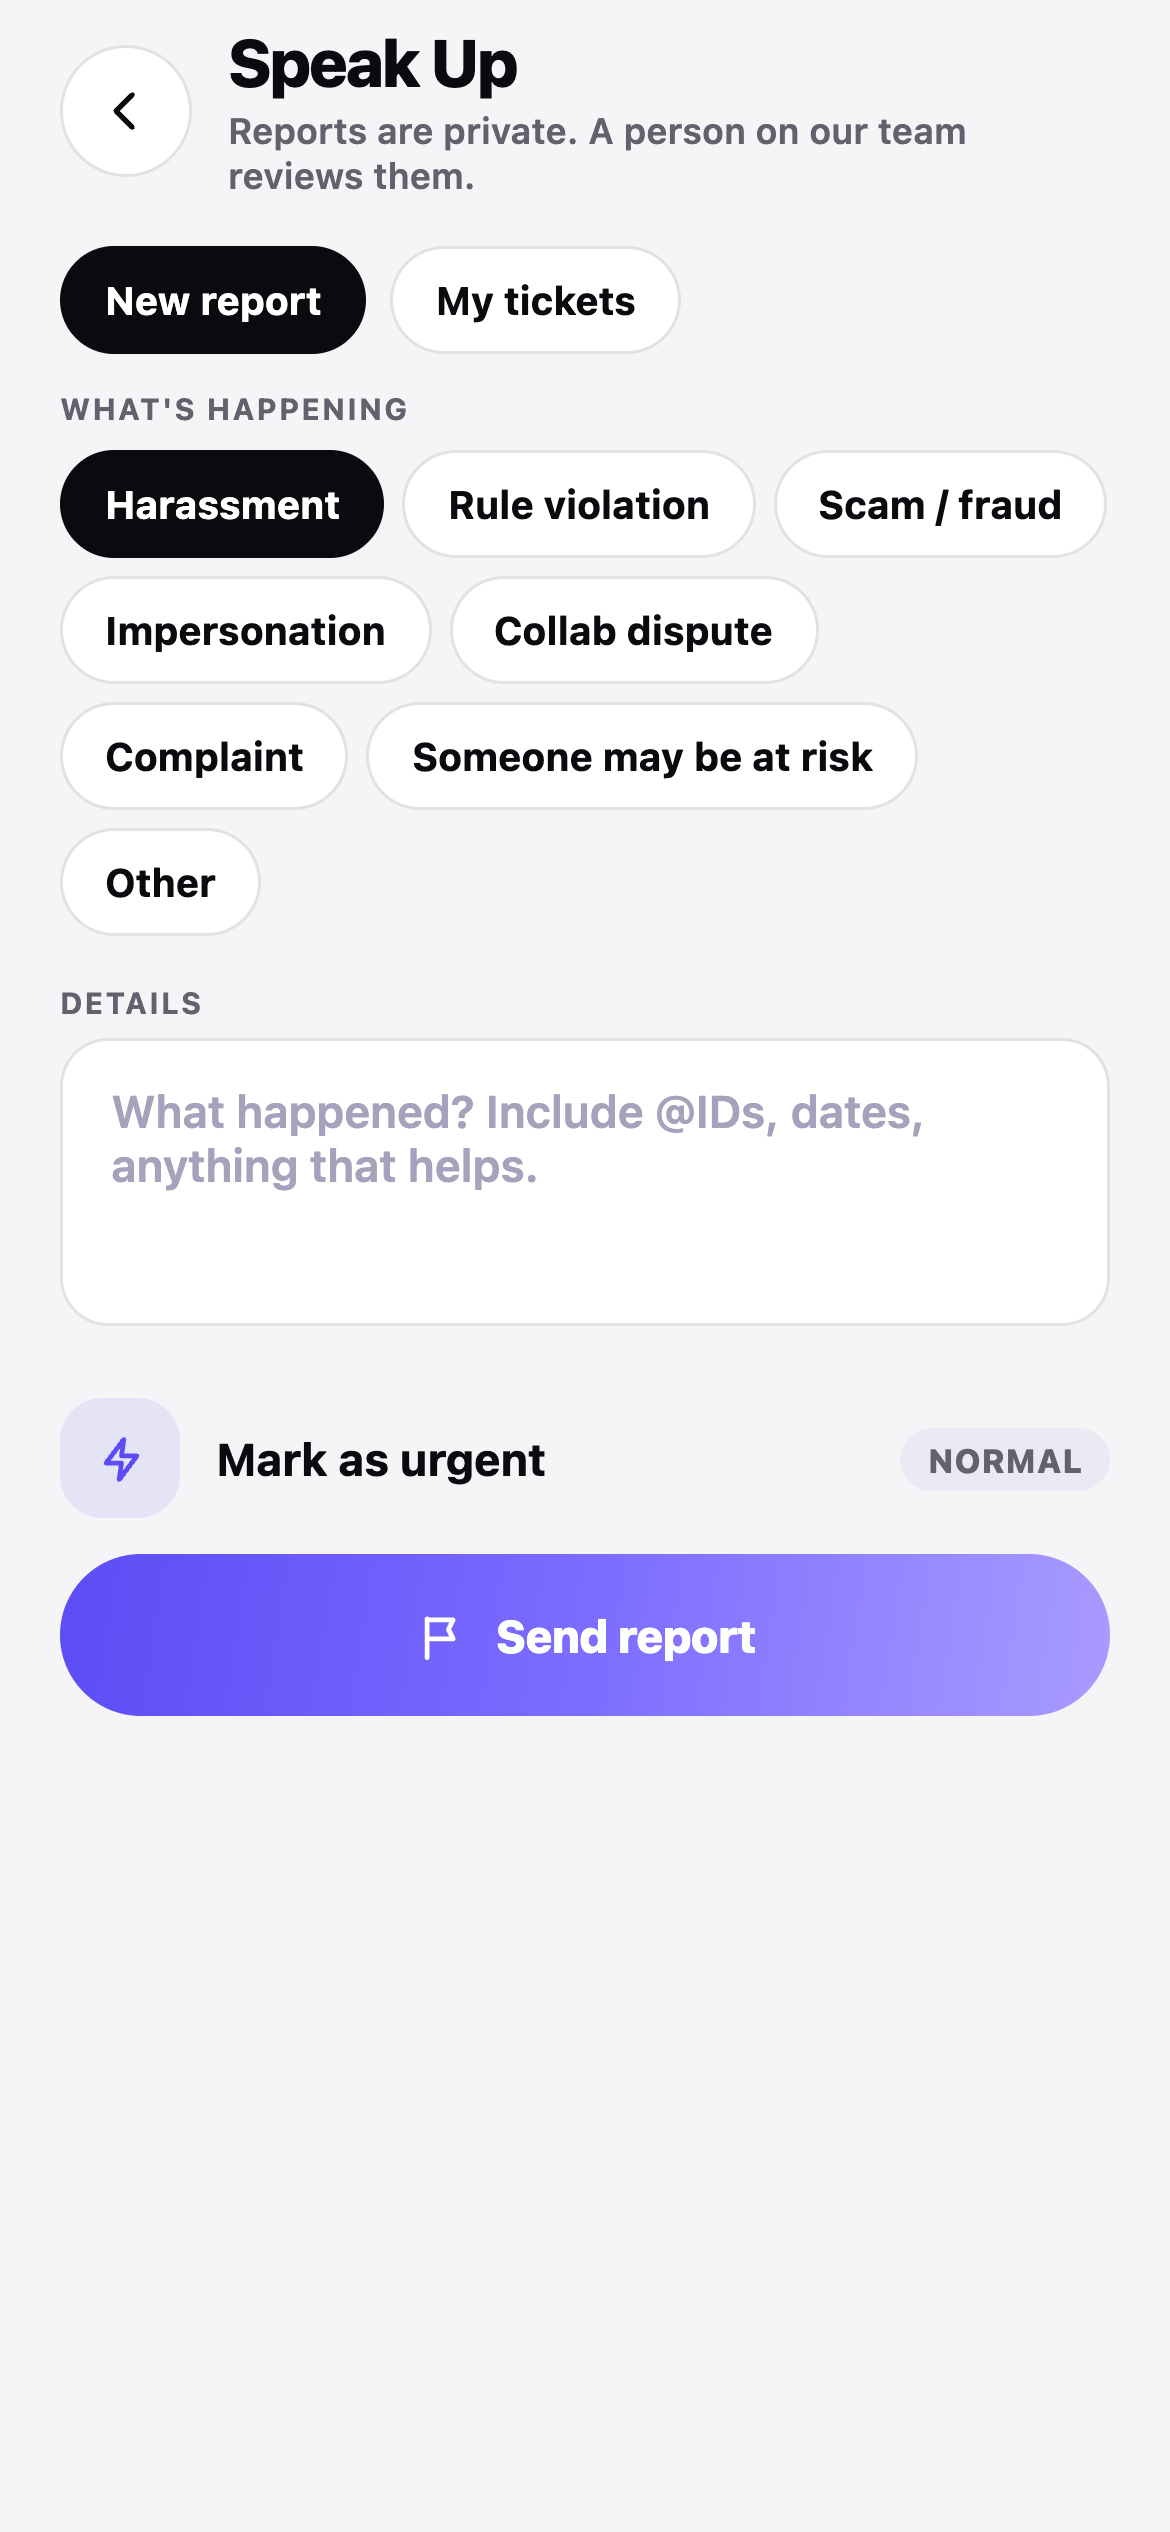 Speak Up
Reports are private. A person on our team
reviews them.
New report
My tickets
WHAT'S HAPPENING
Harassment
Rule violation
Scam / fraud
Impersonation
Collab dispute
Complaint
Someone may be at risk
Other
DETAILS
What happened? Include @IDs, dates,
anything that helps.
Mark as urgent
NORMAL
Send report